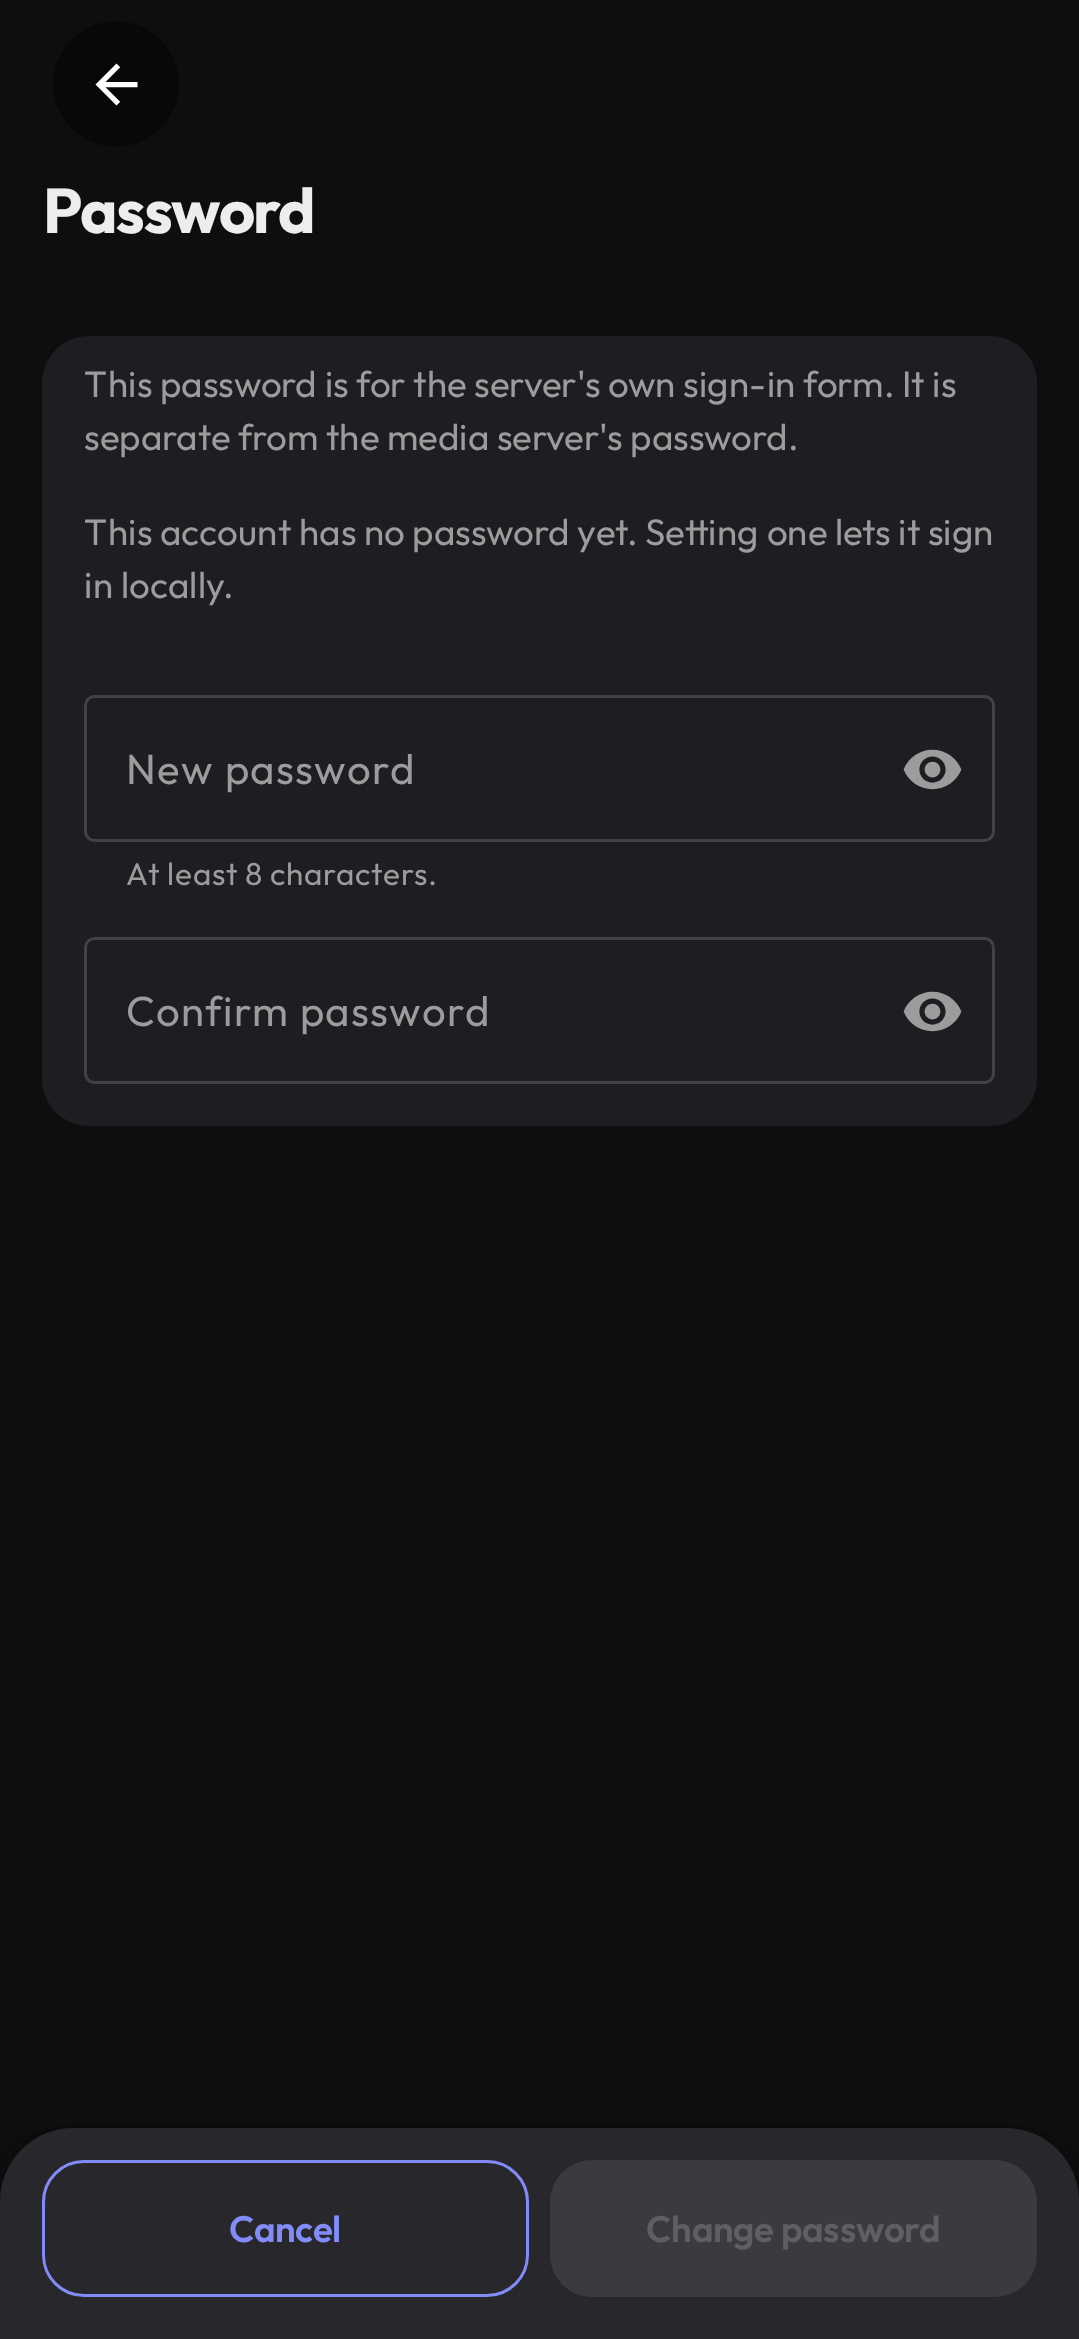 Password
This password is for the server's own sign-in form. It is
separate from the media server's password.
This account has no password yet. Setting one lets it sign
in locally.
New password
At least 8 characters.
Confirm password
Cancel
Change password